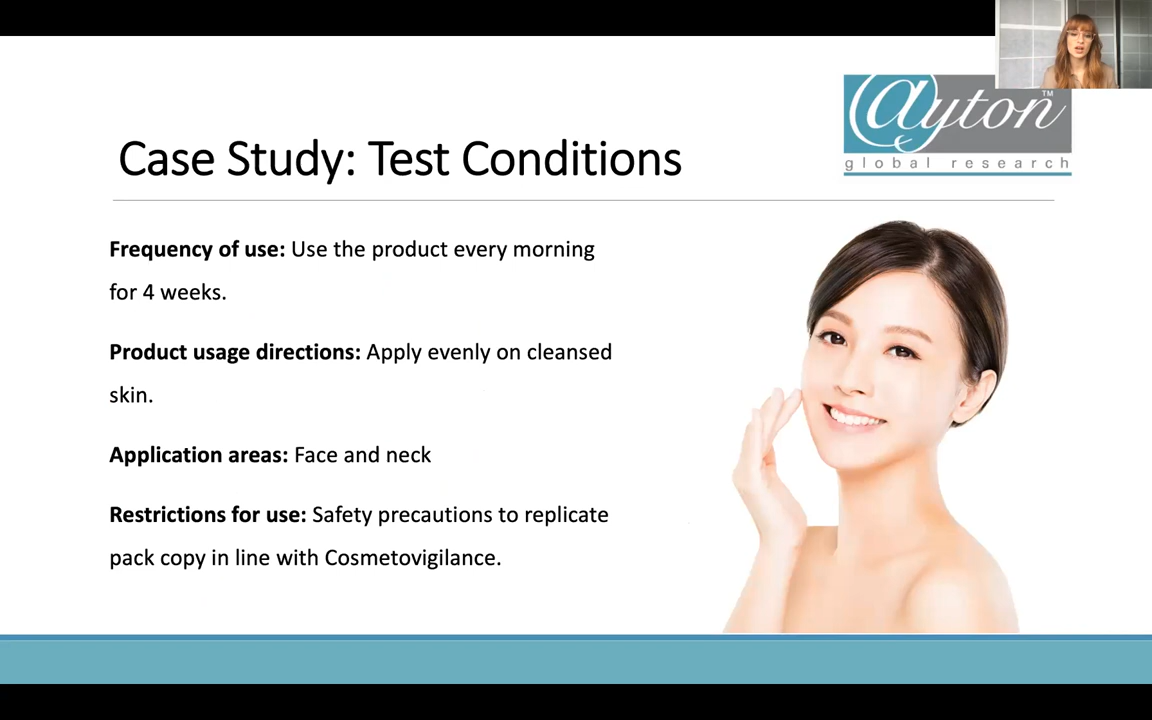 @yton™
global research
Case Study: Test Conditions
Frequency of use: Use the product every morning
for 4 weeks.
Product usage directions: Apply evenly on cleansed
skin.
Application areas: Face and neck
Restrictions for use: Safety precautions to replicate
pack copy in line with Cosmetovigilance.